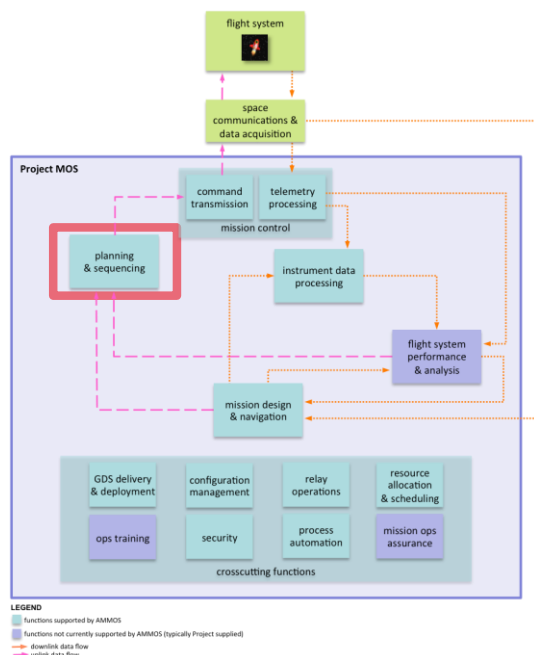 flight system
space
communications &
data acquisition
Project MOS
command
transmission
telemetry
processing
mission control
planning
& sequencing
instrument data
processing
flight system
performance
& analysis
mission design
& navigation
GDS delivery
& deployment
configuration
management
relay
operations
resource
allocation
& scheduling
ops training
security
process
automation
mission ops
assurance
crosscutting functions
LEGEND
functions supported by AMMOS
functions not currently supported by AMMOS (typically Project supplied)
downlink data flow
uplink data flow